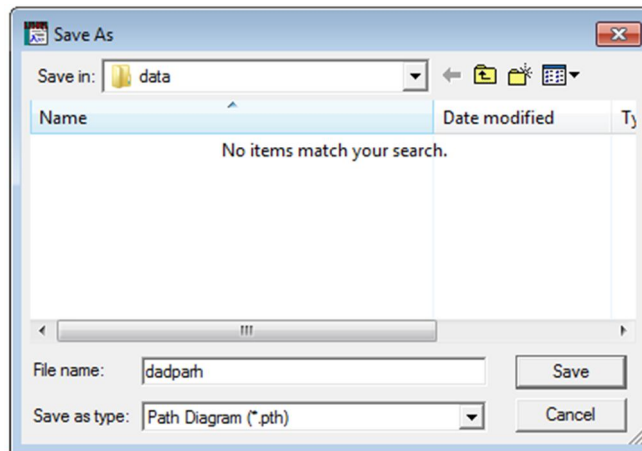 Save As
Save in: data
Name Date modified Ty
No items match your search.
File name: dadparh Save
Save as type: Path Diagram (*.pth) Cancel